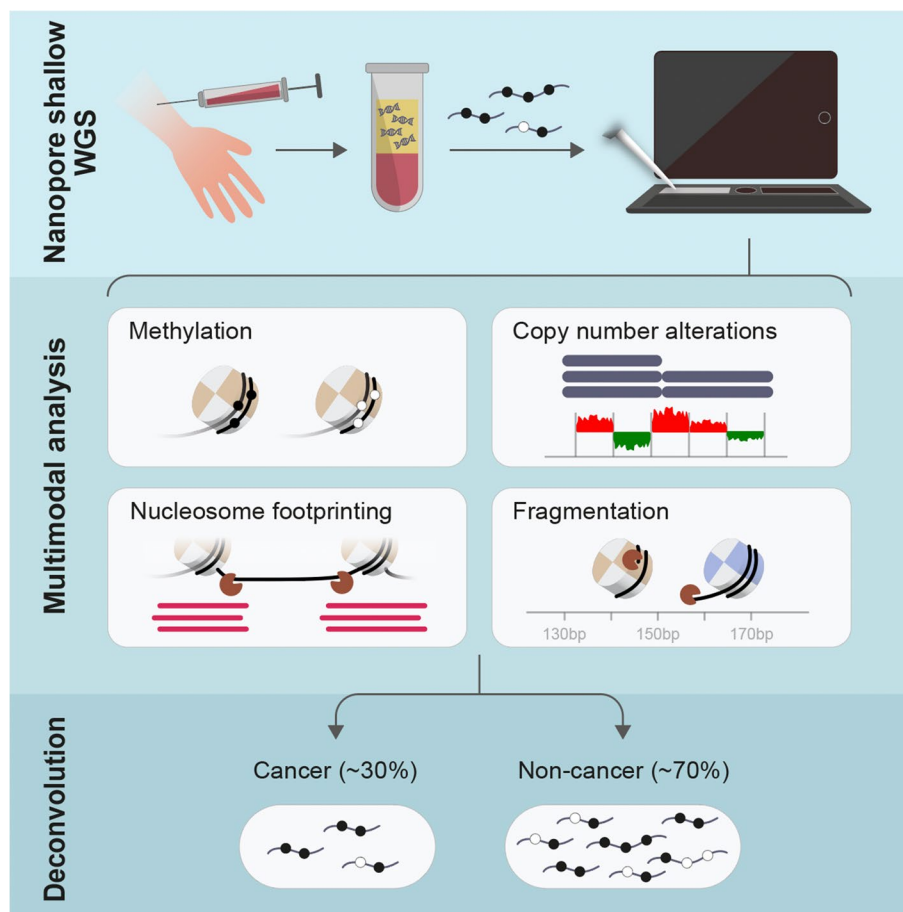 Nanopore shallow
WGS
Multimodal analysis
Methylation
Copy number alterations
Nucleosome footprinting
Fragmentation
130bp
150bp
170bp
Deconvolution
Cancer (~30%)
Non-cancer (~70%)